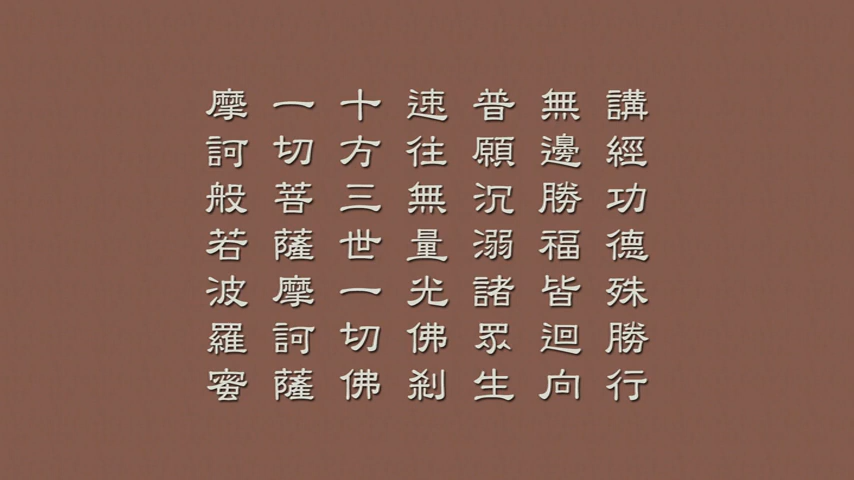 講經功德殊勝行
無邊勝福皆迴向
普願沉溺諸眾生
速往無量光佛剎
十方三世一切佛
一切菩薩摩訶薩
摩訶般若波羅蜜